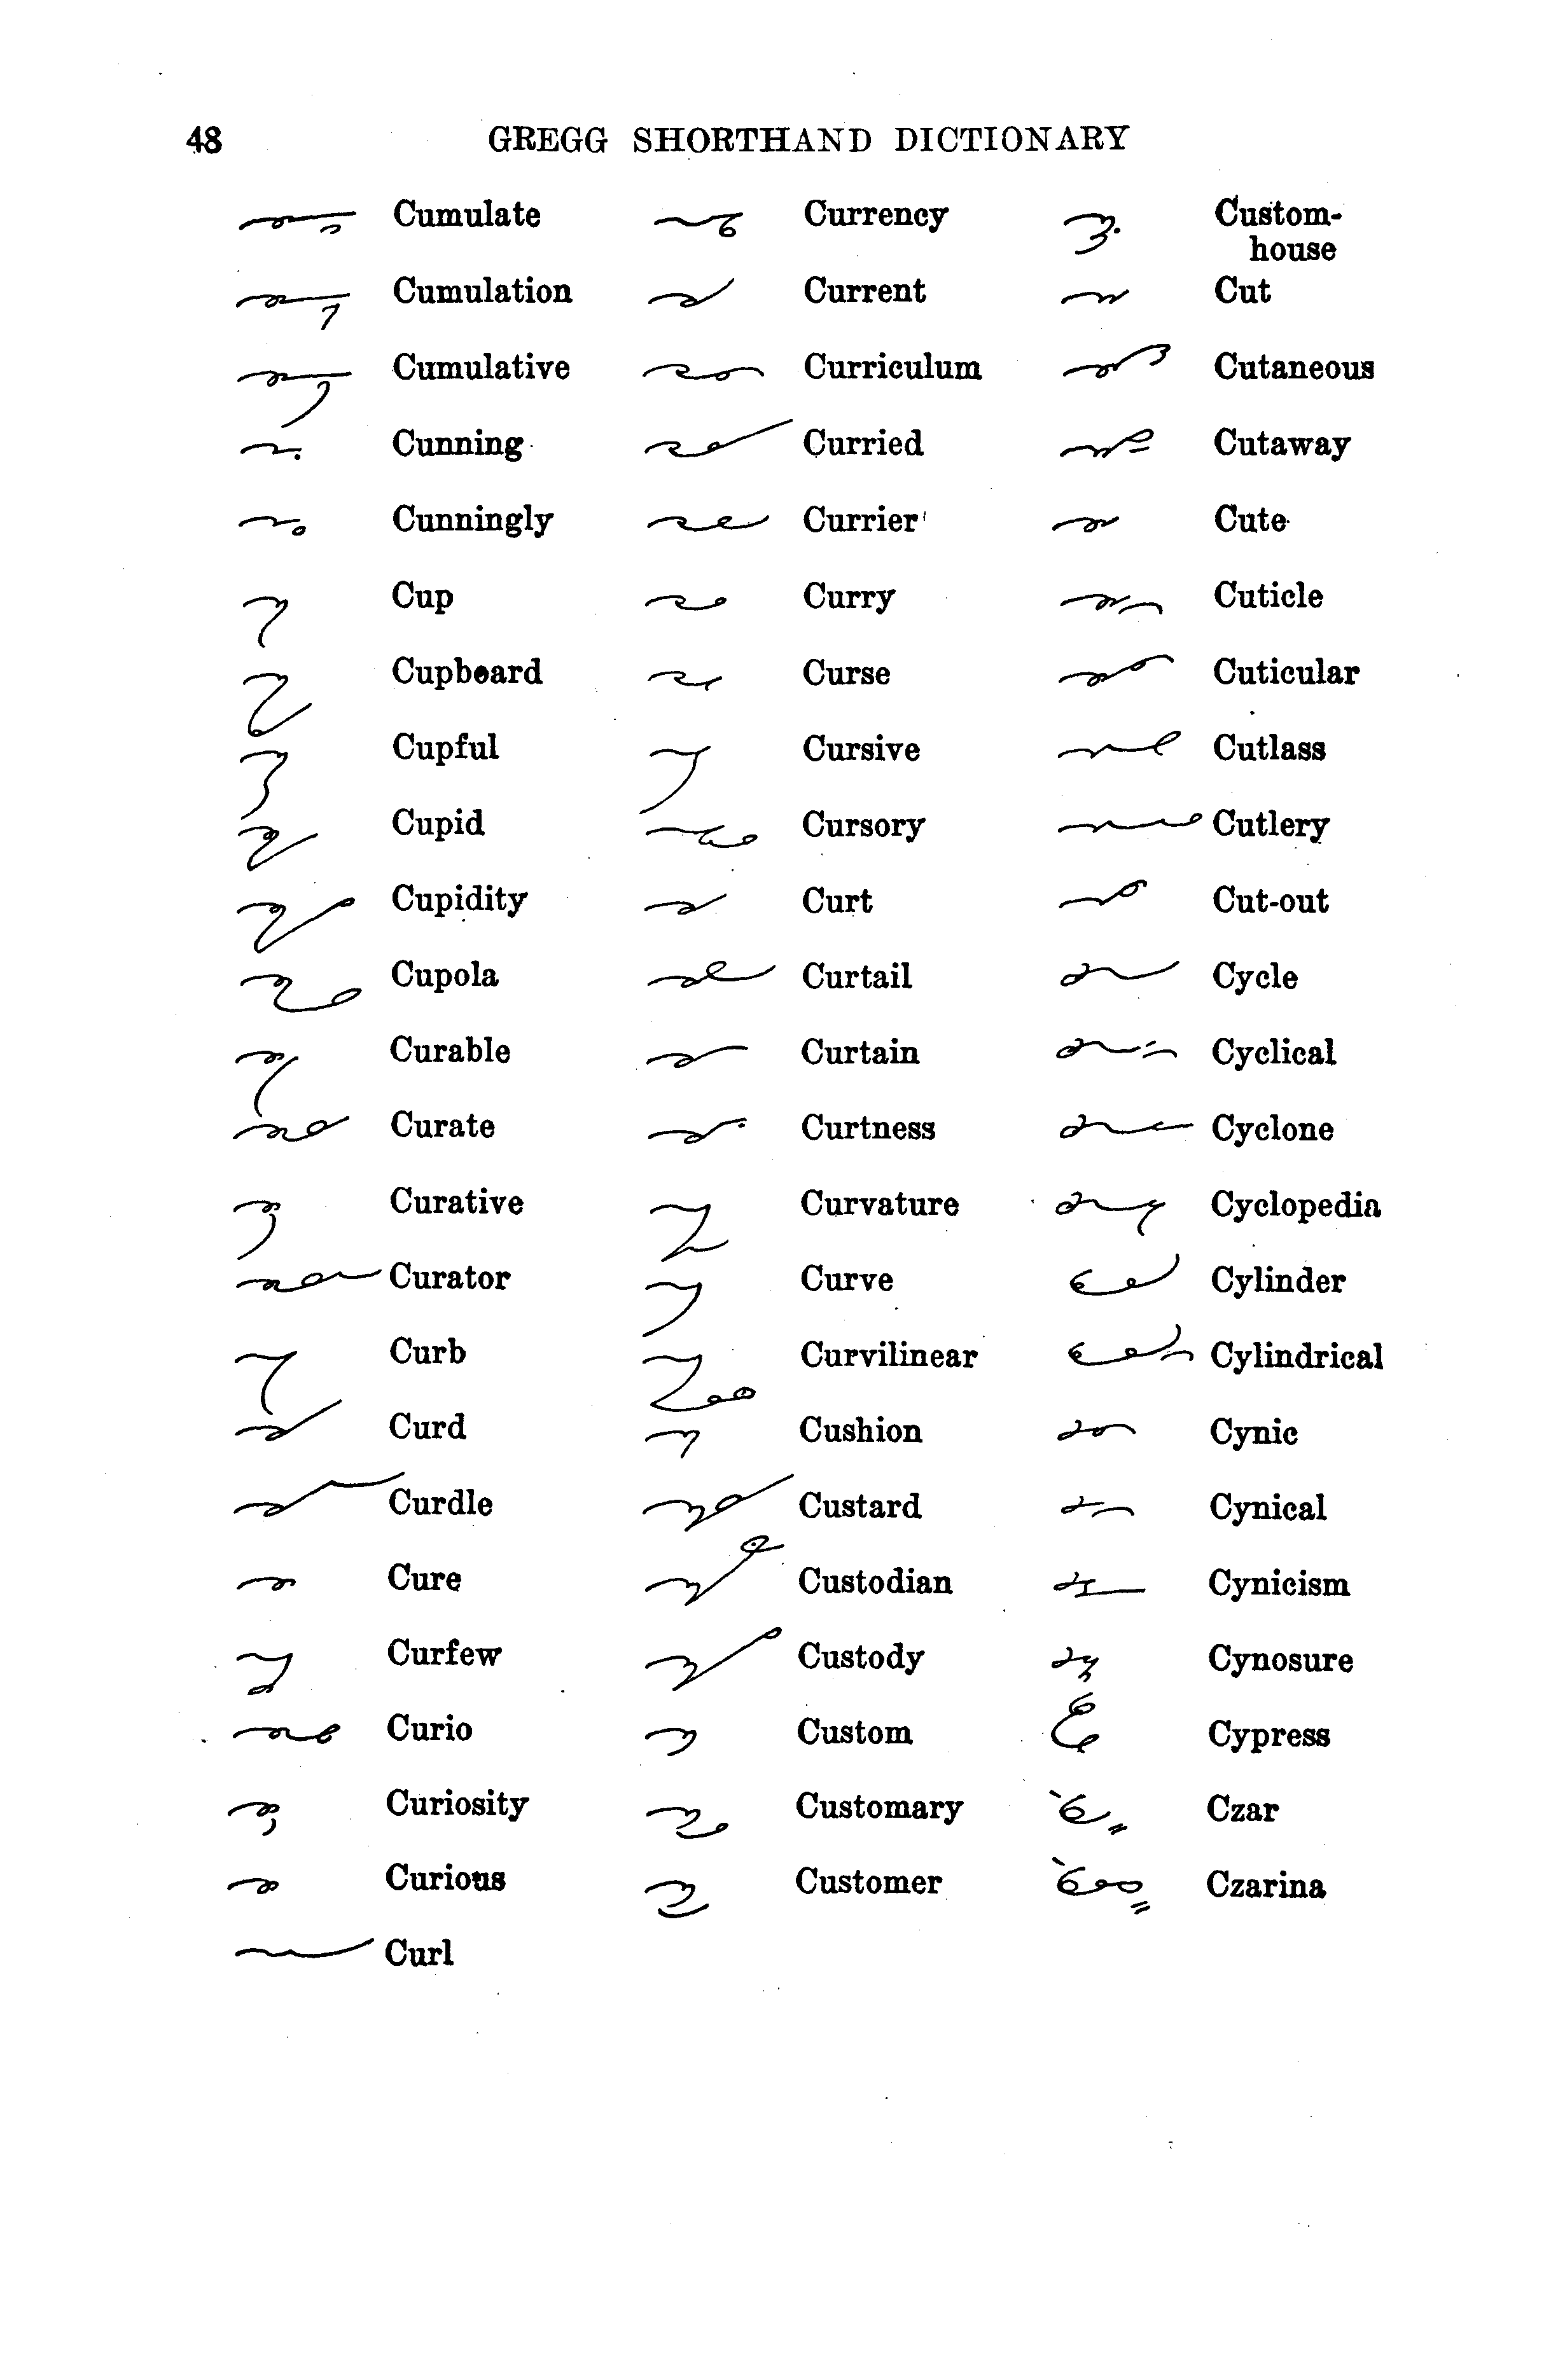 48 GREGG SHORTHAND DICTIONARY
Cumulate
Cumulation
Cumulative
Cunning
Cunningly
Cup
Cupboard
Cupful
Cupid
Cupidity
Cupola
Curable
Curate
Curative
Curator
Curb
Curd
Curdle
Cure
Curfew
Curio
Curiosity
Curious
Curl
Currency
Current
Curriculum
Curried
Currier
Curry
Curse
Cursive
Cursory
Curt
Curtail
Curtain
Curtness
Curvature
Curve
Curvilinear
Cushion
Custard
Custodian
Custody
Custom
Customary
Customer
Custom-
house
Cut
Cutaneous
Cutaway
Cute
Cuticle
Cuticular
Cutlass
Cutlery
Cut-out
Cycle
Cyclical
Cyclone
Cyclopedia
Cylinder
Cylindrical
Cynic
Cynical
Cynicism
Cynosure
Cypress
Czar
Czarina